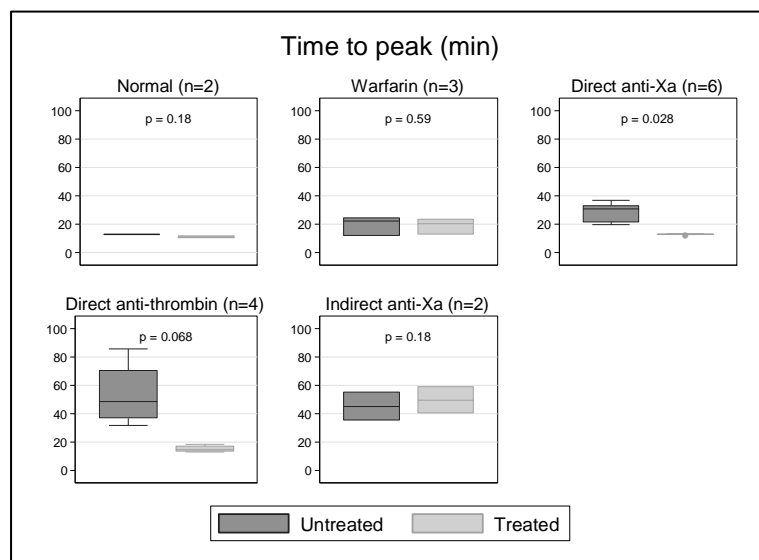 Time to peak (min)
Normal (n=2)
100
80
60
40
20
0
p = 0.18
Warfarin (n=3)
100
80
60
40
20
0
p = 0.59
Direct anti-Xa (n=6)
100
80
60
40
20
0
p = 0.028
Direct anti-thrombin (n=4)
100
80
60
40
20
0
p = 0.068
Indirect anti-Xa (n=2)
100
80
60
40
20
0
p = 0.18
Untreated
Treated